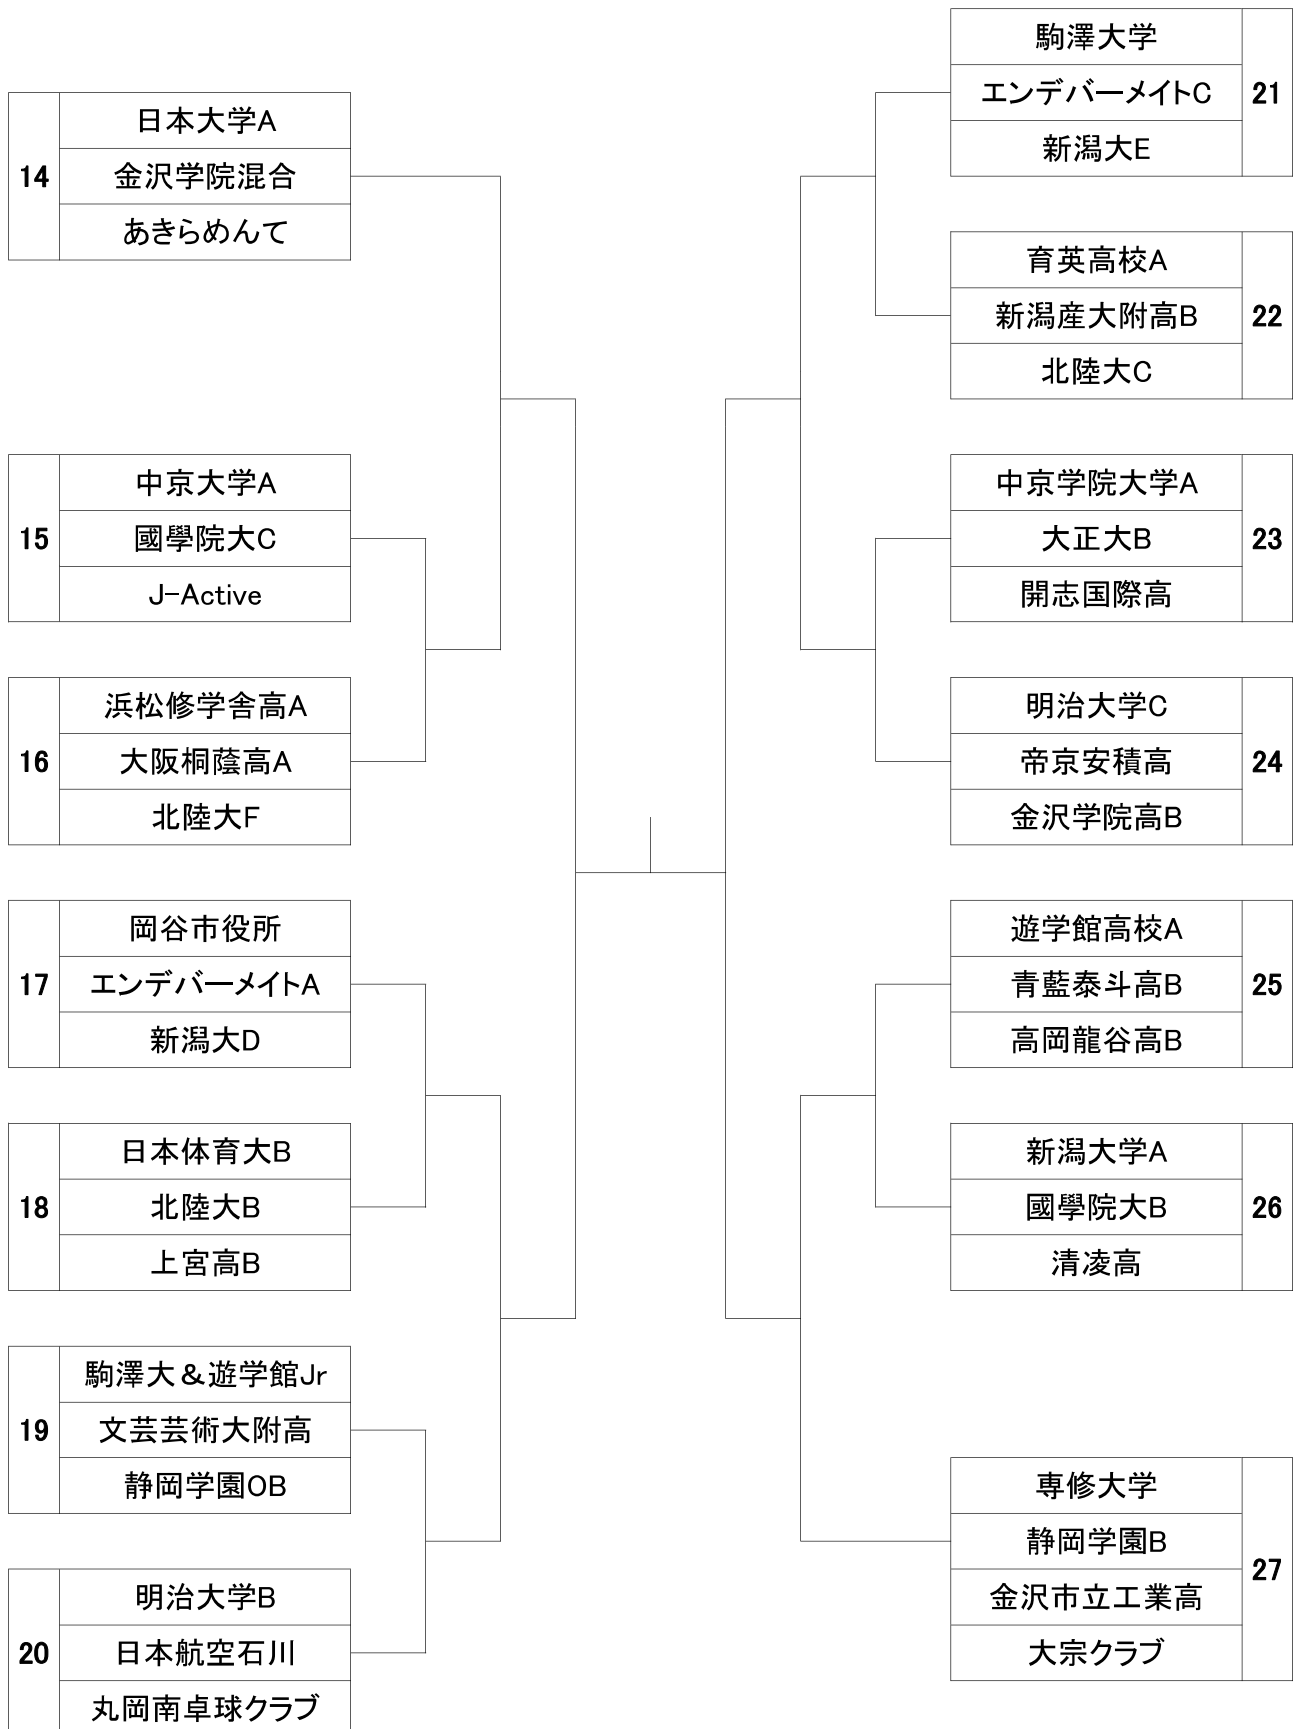 14
日本大学A
金沢学院混合
あきらめんて
15
中京大学A
國學院大C
J-Active
16
浜松修学舎高A
大阪桐蔭高A
北陸大F
17
岡谷市役所
エンデバーメイトA
新潟大D
18
日本体育大B
北陸大B
上宮高B
19
駒澤大&遊学館Jr
文芸芸術大附高
静岡学園OB
20
明治大学B
日本航空石川
丸岡南卓球クラブ
駒澤大学
エンデバーメイトC
新潟大E
21
育英高校A
新潟産大附高B
北陸大C
22
中京学院大学A
大正大B
開志国際高
23
明治大学C
帝京安積高
金沢学院高B
24
遊学館高校A
青藍泰斗高B
高岡龍谷高B
25
新潟大学A
國學院大B
清凌高
26
専修大学
静岡学園B
金沢市立工業高
大宗クラブ
27